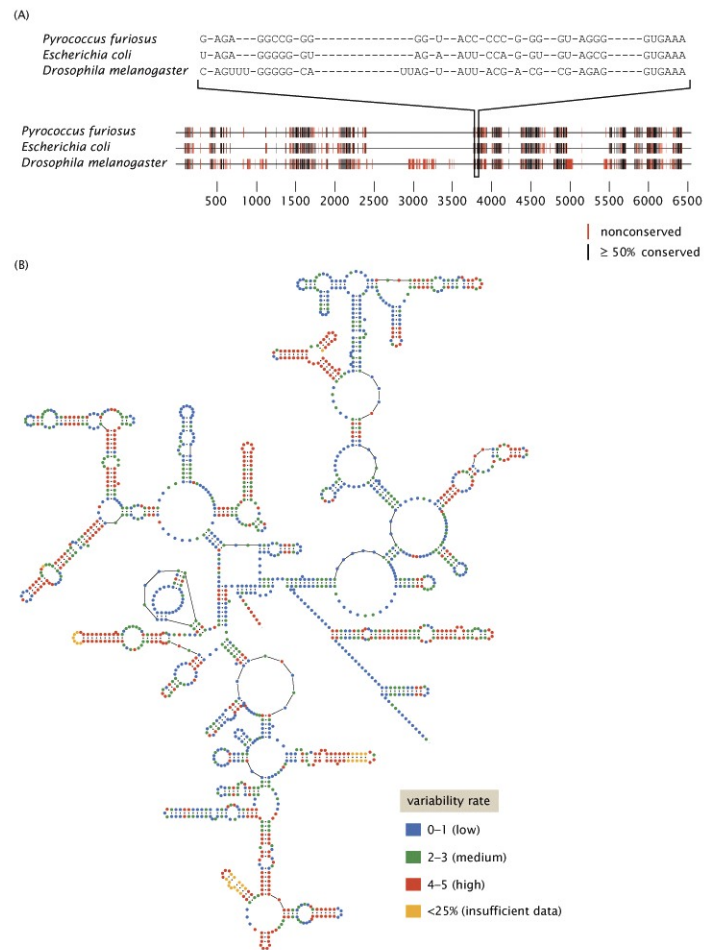 (A)
Pyrococcus furiosus G-AGA---GGCCG-GG-------------GG-U--ACC-CCC-G-GG--GU-AGGG-----GUGAAA
Escherichia coli U-AGA---GGGGG-GU-------------AG-A--AUU-CCA-G-GU--GU-AGCG-----GUGAAA
Drosophila melanogaster C-AGUUU-GGGGG-CA-----------UUAG-U--AUU-ACG-A-CG--CG-AGAG-----GUGAAA
Pyrococcus furiosus
Escherichia coli
Drosophila melanogaster
500 1000 1500 2000 2500 3000 3500 4000 4500 5000 5500 6000 6500
nonconserved
≥ 50% conserved
(B)
variability rate
0–1 (low)
2–3 (medium)
4–5 (high)
<25% (insufficient data)